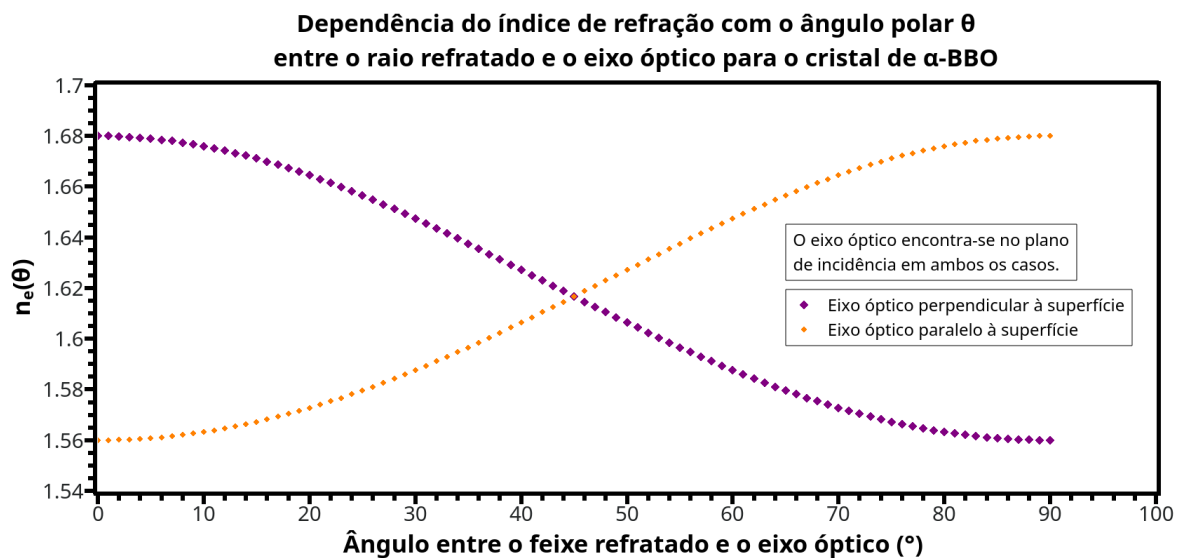 Dependência do índice de refração com o ângulo polar θ
entre o raio refratado e o eixo óptico para o cristal de α-BBO
1.7
1.68
1.66
1.64
1.62
1.6
1.58
1.56
1.54
nₑ(θ)
O eixo óptico encontra-se no plano
de incidência em ambos os casos.
Eixo óptico perpendicular à superfície
Eixo óptico paralelo à superfície
0 10 20 30 40 50 60 70 80 90 100
Ângulo entre o feixe refratado e o eixo óptico (°)